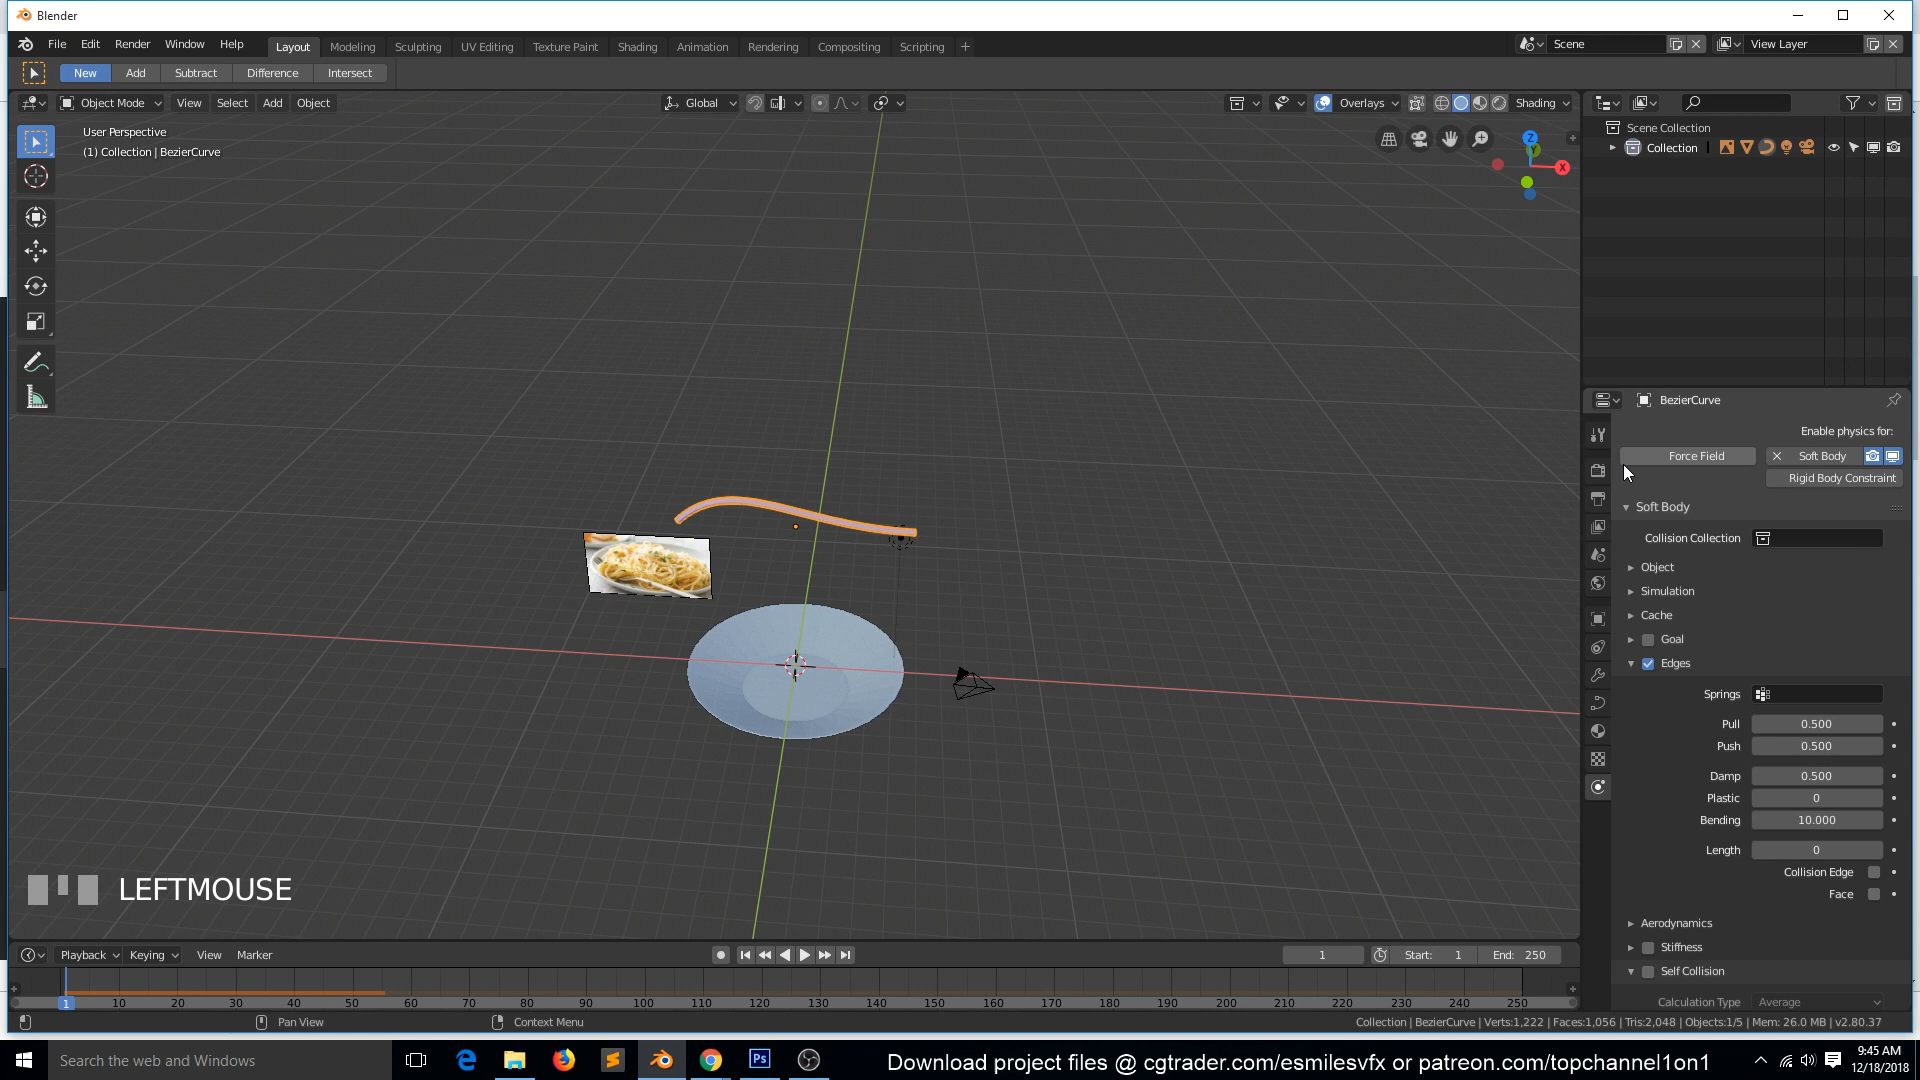 Blender
File Edit Render Window Help Layout Modeling Sculpting UV Editing Texture Paint Shading Animation Rendering Compositing Scripting + Scene View Layer
New Add Subtract Difference Intersect
Object Mode View Select Add Object Global Overlays Shading
User Perspective
(1) Collection | BezierCurve
Z
Y
X
Scene Collection
Collection
BezierCurve
Enable physics for:
Force Field Soft Body
Rigid Body Constraint
Soft Body
Collision Collection
Object
Simulation
Cache
Goal
Edges
Springs
Pull 0.500
Push 0.500
Damp 0.500
Plastic 0
Bending 10.000
Length 0
Collision Edge
Face
Aerodynamics
Stiffness
Self Collision
Calculation Type Average
LEFTMOUSE
Playback Keying View Marker 1 Start: 1 End: 250
1 10 20 30 40 50 60 70 80 90 100 110 120 130 140 150 160 170 180 190 200 210 220 230 240 250
Pan View Context Menu Collection | BezierCurve | Verts:1,222 | Faces:1,056 | Tris:2,048 | Objects:1/5 | Mem: 26.0 MB | v2.80.37
Search the web and Windows Ps Download project files @ cgtrader.com/esmilesvfx or patreon.com/topchannel1on1 9:45 AM
12/18/2018